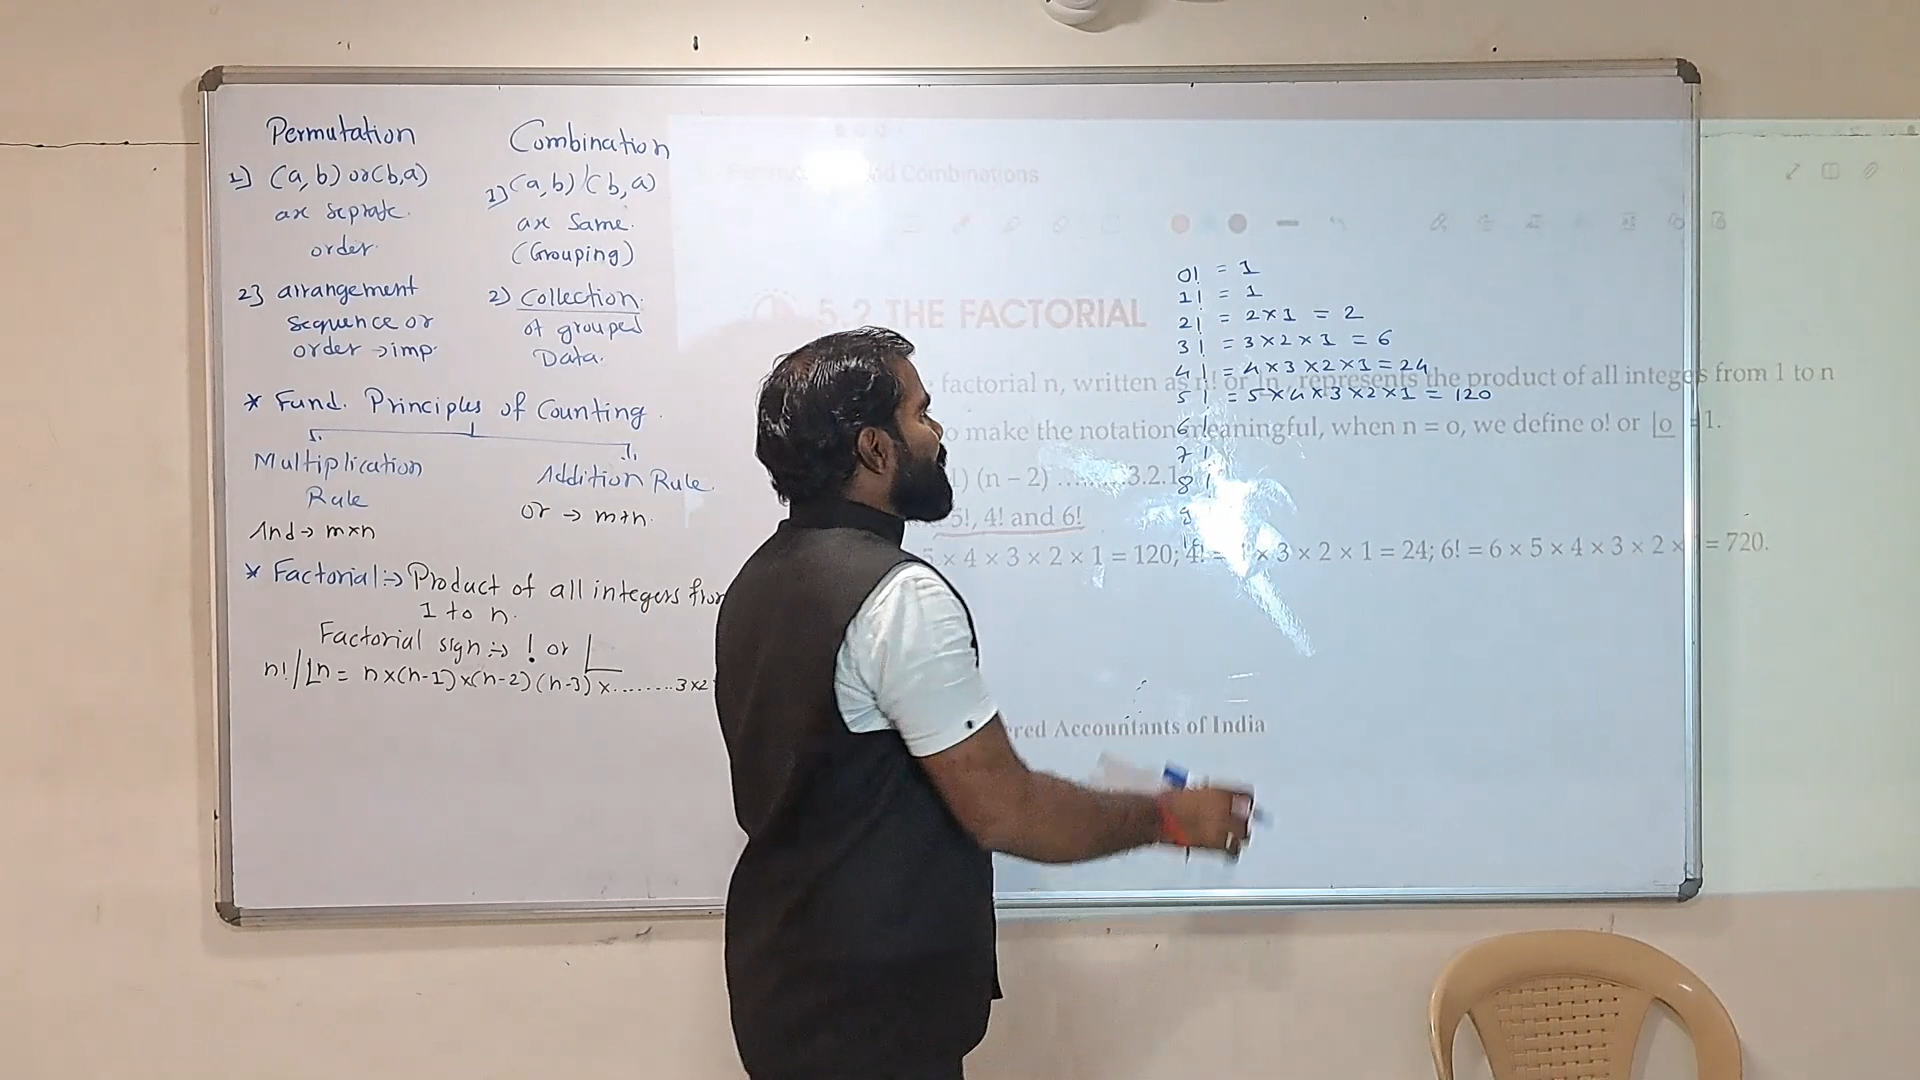 Permutation
1) (a, b) or (b,a)
are seprate.
order.
2) arrangement
sequence or
order → imp.
Combination
1) (a,b) / (b,a)
are Same.
(Grouping)
2) Collection.
of grouped
Data.
* Fund. Principles of Counting.
Multiplication
Rule
And → m×n
Addition Rule.
or → m+n.
* Factorial :→ Product of all integers from
1 to n.
Factorial sign :→ ! or |_
n! / |n = n×(n-1)×(n-2)(n-3)×........3×2
d Combinations
5.2 THE FACTORIAL
factorial n, written as n! or |n, represents the product of all integes from 1 to n
o make the notation meaningful, when n = o, we define o! or |o = 1.
1) (n – 2) ........3.2.1
5!, 4! and 6!
5 × 4 × 3 × 2 × 1 = 120; 4! = 4 × 3 × 2 × 1 = 24; 6! = 6 × 5 × 4 × 3 × 2 × 1 = 720.
red Accountants of India
0! = 1
1! = 1
2! = 2×1 = 2
3! = 3×2×1 = 6
4! = 4×3×2×1 = 24
5! = 5×4×3×2×1 = 120
6!
7!
8!
9